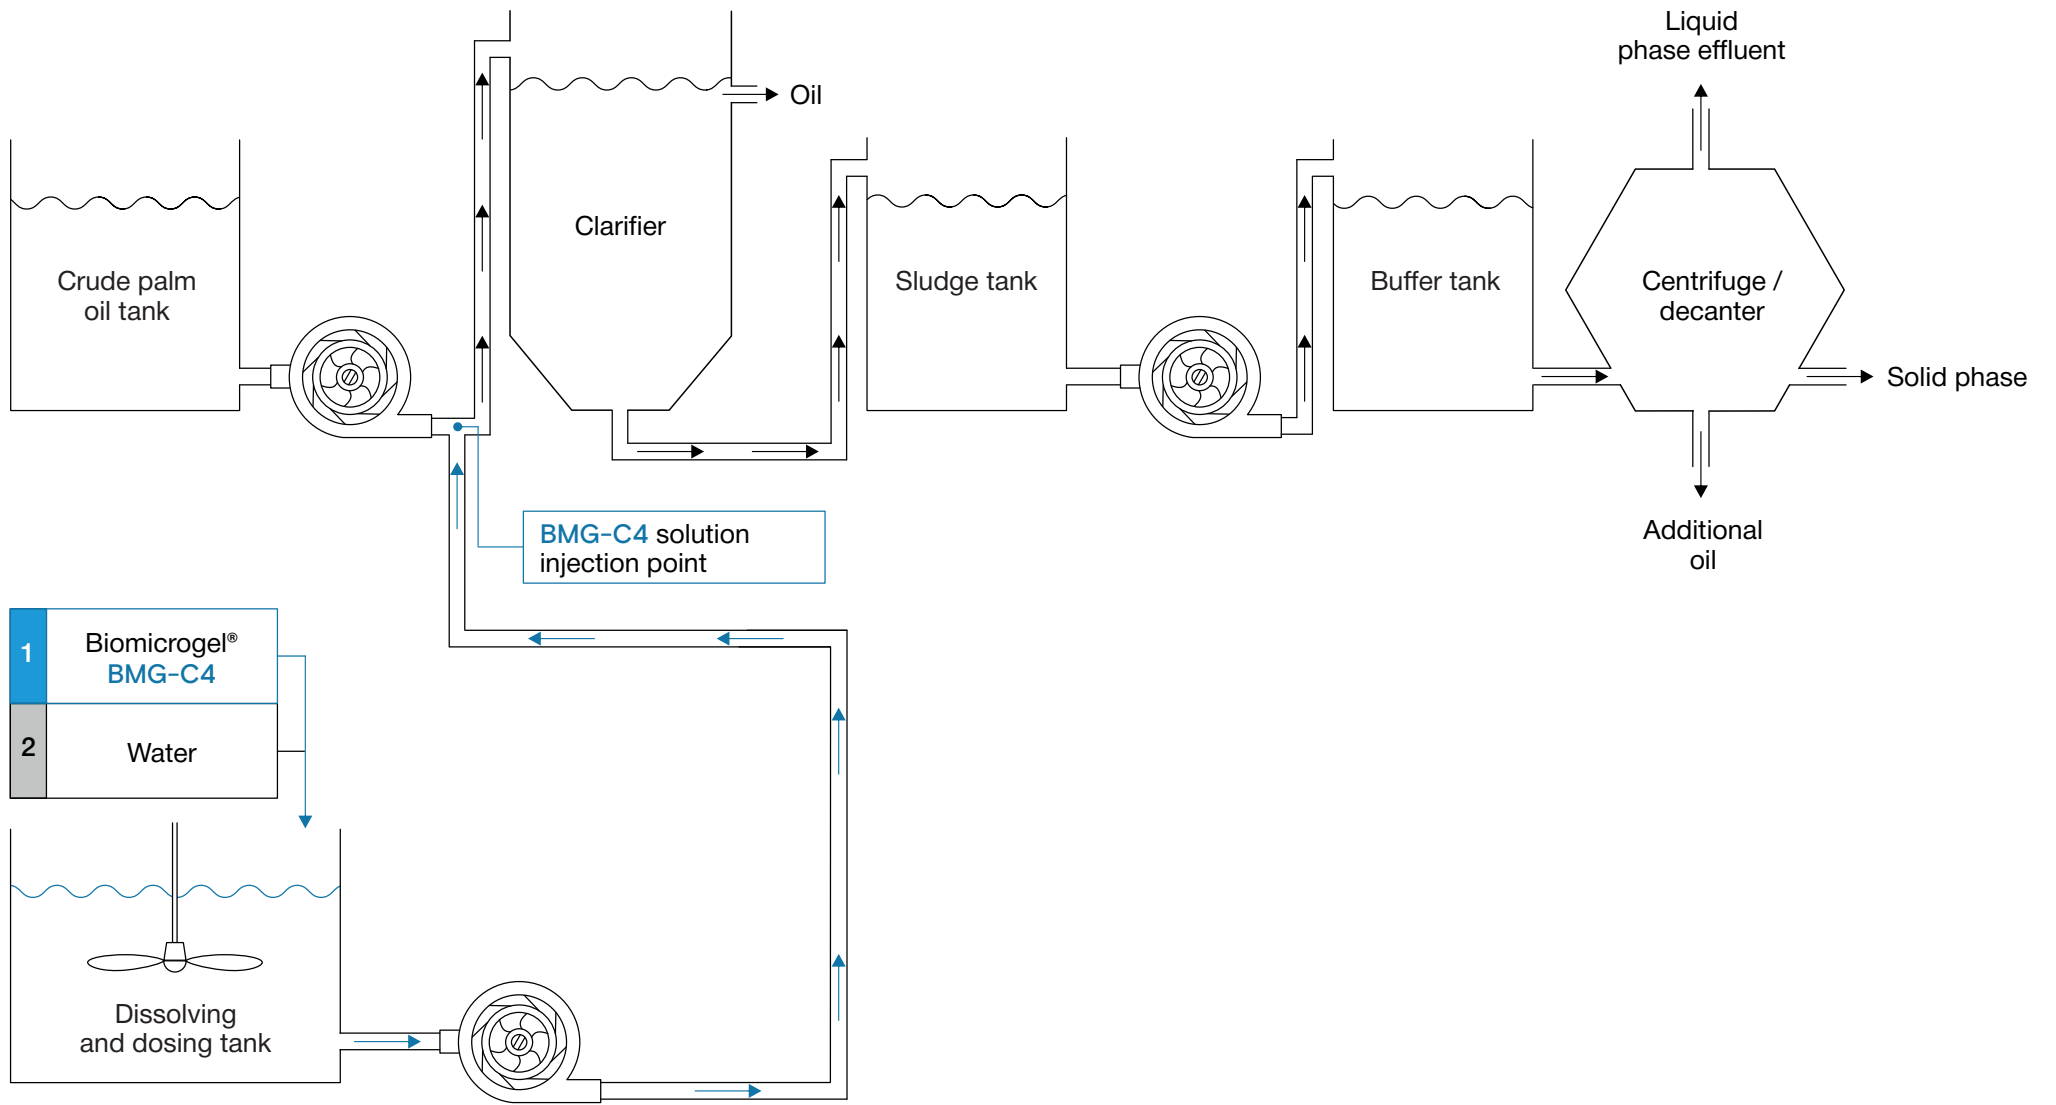 Liquid
phase effluent
Oil
Clarifier
Crude palm
oil tank
Sludge tank
Buffer tank
Centrifuge /
decanter
Solid phase
Additional
oil
BMG-C4 solution
injection point
1
Biomicrogel®
BMG-C4
2
Water
Dissolving
and dosing tank